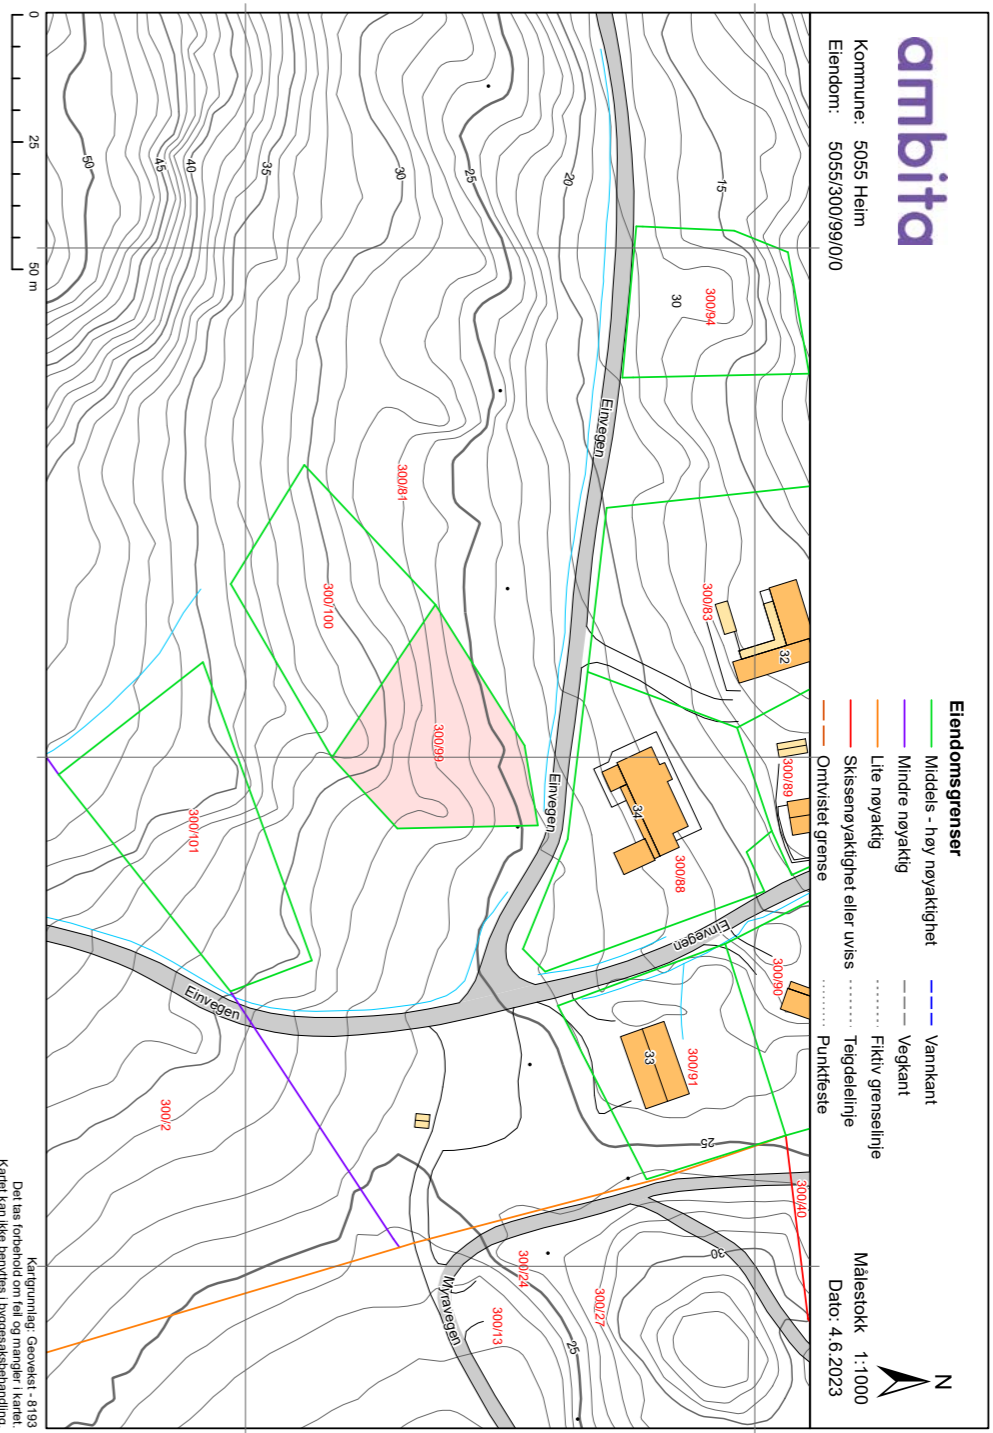 ambita
Kommune: 5055 Heim
Eiendom: 5055/300/99/0/0
Eiendomsgrenser
Middels - høy nøyaktighet
Mindre nøyaktig
Lite nøyaktig
Skissenøyaktighet eller uviss
Omtvistet grense
Vannkant
Vegkant
Fiktiv grenselinje
Teigdelelinje
Punktfeste
N
Målestokk 1:1000
Dato: 4.6.2023
15
300/94
30
20
25
30
35
40
45
50
Einvegen
300/83
32
300/89
300/81
300/100
300/99
Einvegen
34
300/88
Einvegen
300/90
300/101
Einvegen
33
300/91
25
300/40
300/2
30
300/24
300/27
300/13
Myravegen
25
0
25
50 m
Kartgrunnlag: Geovekst - 8193
Det tas forbehold om feil og mangler i kartet.
Kartet kan ikke benyttes i byggesaksbehandling.